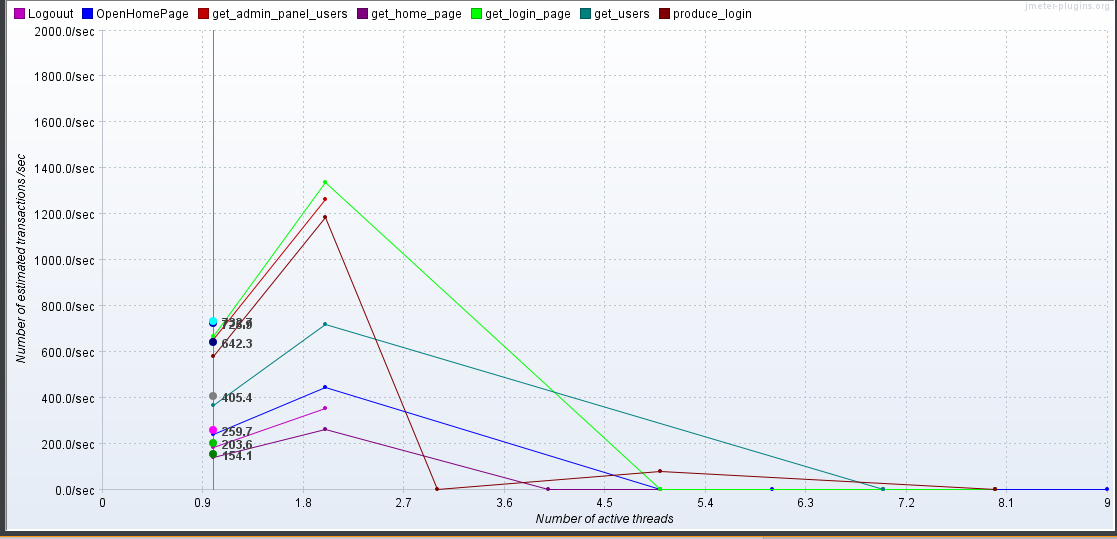 Logouut OpenHomePage get_admin_panel_users get_home_page get_login_page get_users produce_login
jmeter-plugins.org
2000.0/sec
1800.0/sec
1600.0/sec
1400.0/sec
1200.0/sec
1000.0/sec
800.0/sec
600.0/sec
400.0/sec
200.0/sec
0.0/sec
Number of estimated transactions /sec
642.3
405.4
259.7
203.6
154.1
0 0.9 1.8 2.7 3.6 4.5 5.4 6.3 7.2 8.1 9
Number of active threads